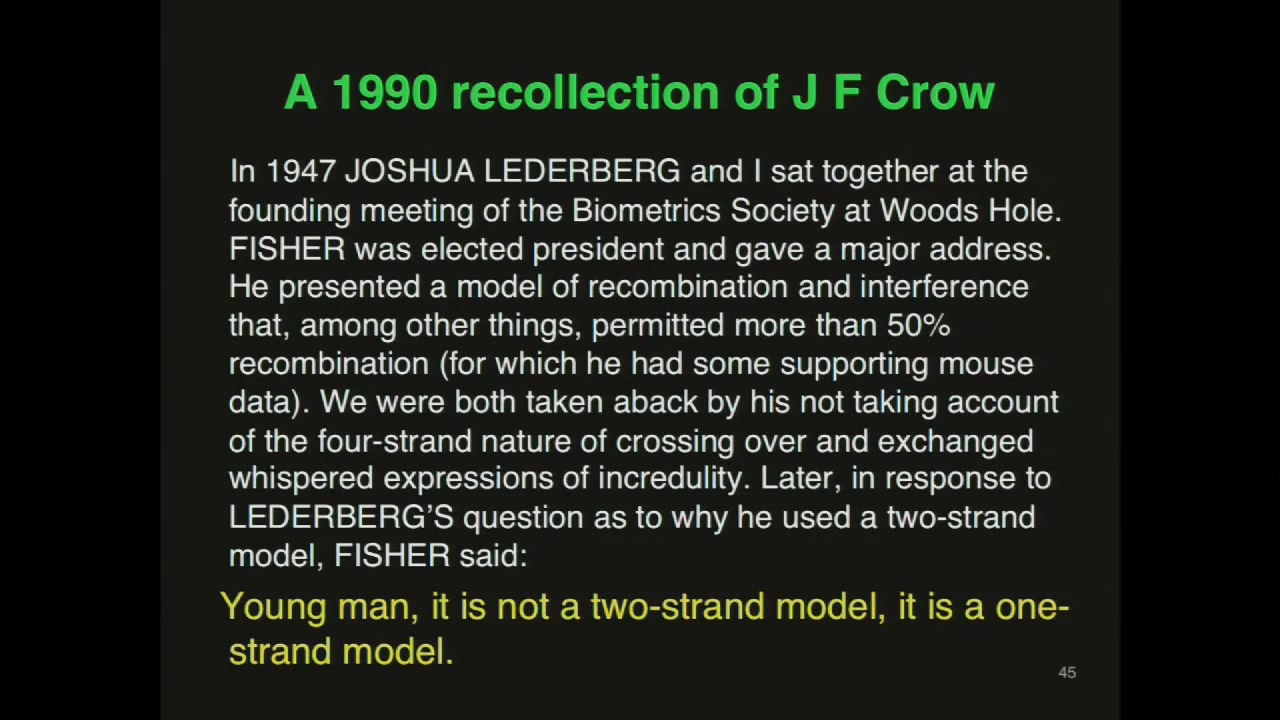 A 1990 recollection of J F Crow
In 1947 JOSHUA LEDERBERG and I sat together at the
founding meeting of the Biometrics Society at Woods Hole.
FISHER was elected president and gave a major address.
He presented a model of recombination and interference
that, among other things, permitted more than 50%
recombination (for which he had some supporting mouse
data). We were both taken aback by his not taking account
of the four-strand nature of crossing over and exchanged
whispered expressions of incredulity. Later, in response to
LEDERBERG’S question as to why he used a two-strand
model, FISHER said:
Young man, it is not a two-strand model, it is a one-
strand model.
45